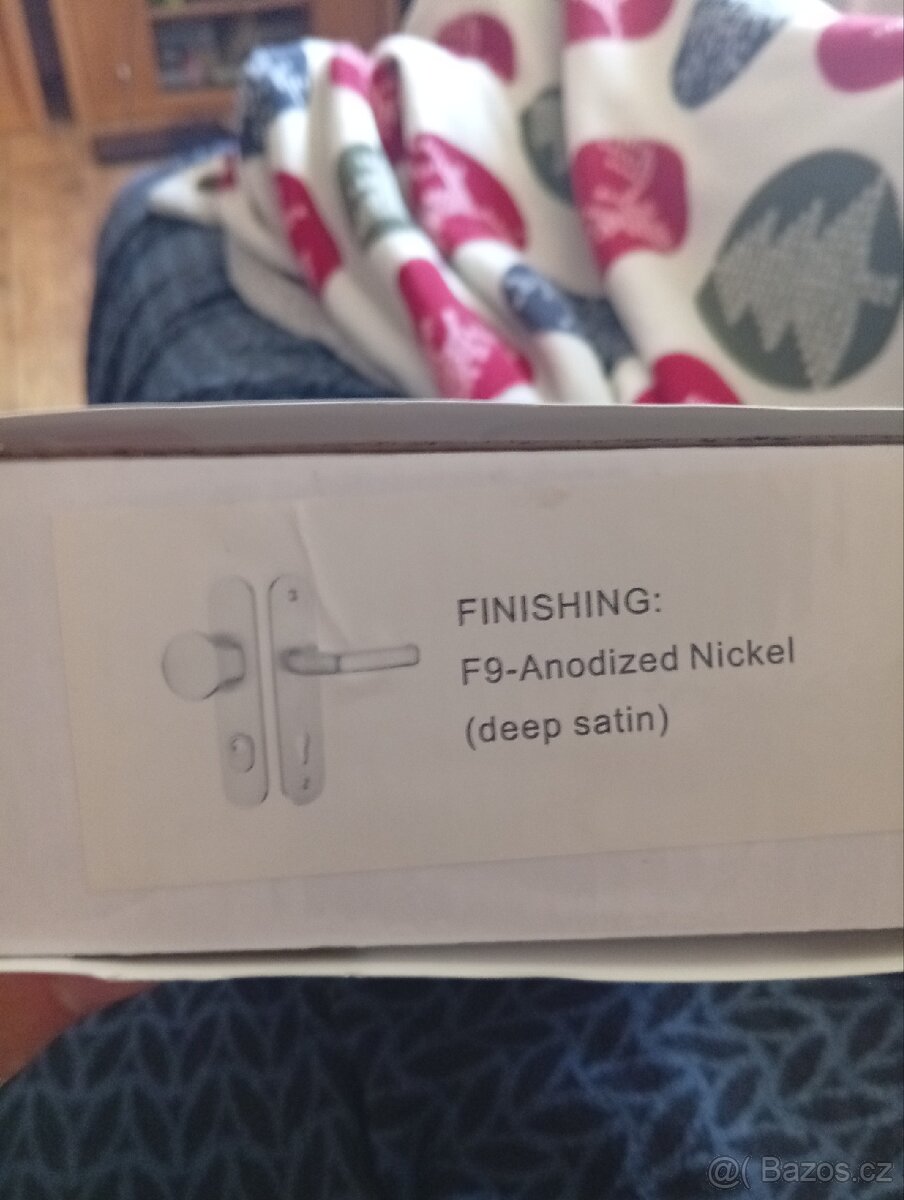 FINISHING:
F9-Anodized Nickel
(deep satin)
@( Bazos.cz